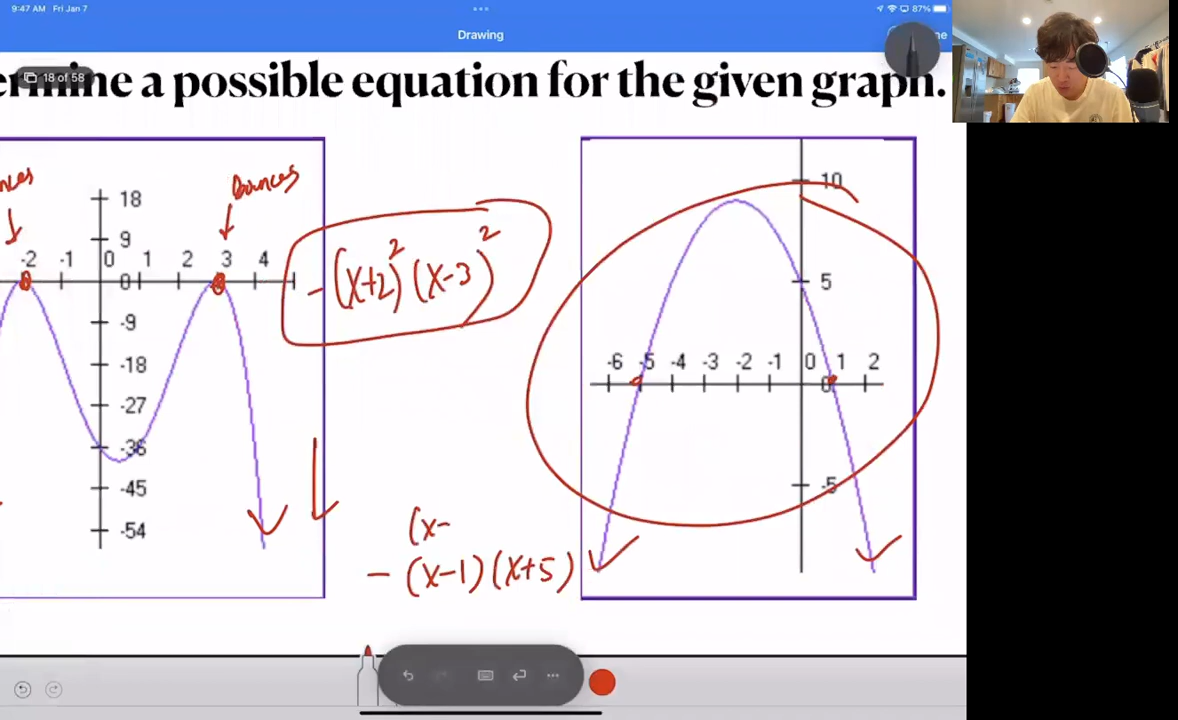 9:47 AM Fri Jan 7
87%
Drawing
18 of 58
ermine a possible equation for the given graph.
Bounces
18
9
-2 -1 0 1 2 3 4
0
-9
-18
-27
-36
-45
-54
-(x+2)²(x-3)²
10
5
-6 -5 -4 -3 -2 -1 0 1 2
0
-5
(x-
-(x-1)(x+5)